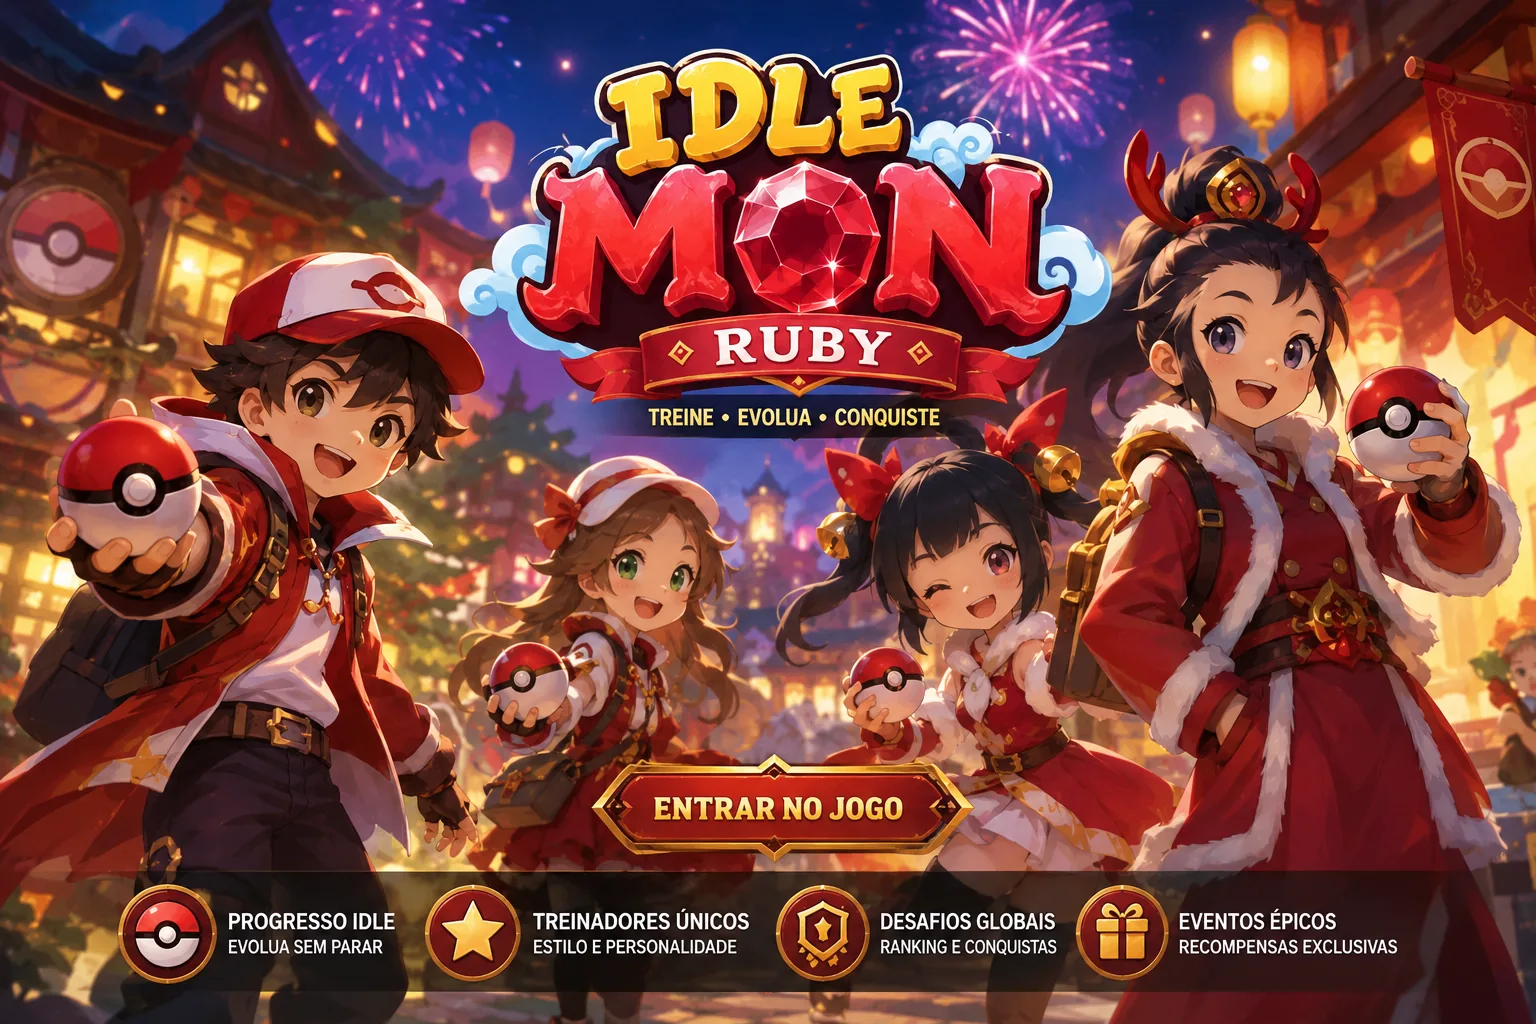 IDLE
MON
RUBY
TREINE • EVOLUA • CONQUISTE
ENTRAR NO JOGO
PROGRESSO IDLE
EVOLUA SEM PARAR
TREINADORES ÚNICOS
ESTILO E PERSONALIDADE
DESAFIOS GLOBAIS
RANKING E CONQUISTAS
EVENTOS ÉPICOS
RECOMPENSAS EXCLUSIVAS